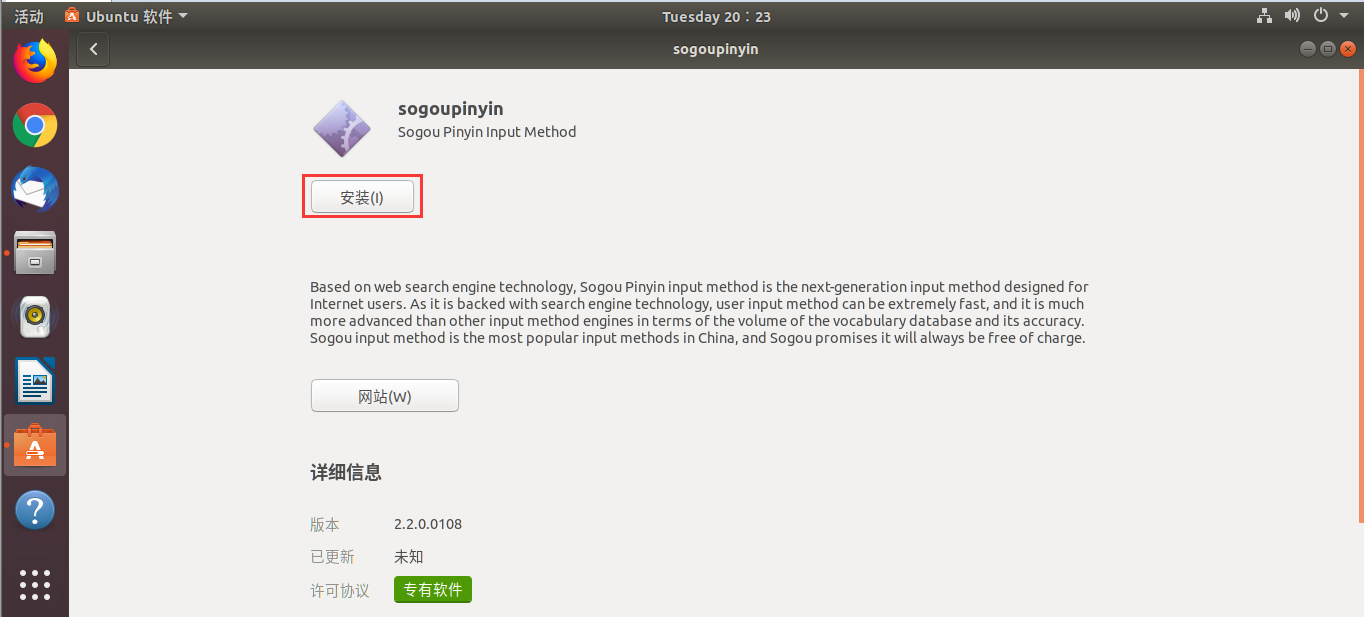 活动 Ubuntu 软件 Tuesday 20：23
sogoupinyin
sogoupinyin
Sogou Pinyin Input Method
安装(I)
Based on web search engine technology, Sogou Pinyin input method is the next-generation input method designed for
Internet users. As it is backed with search engine technology, user input method can be extremely fast, and it is much
more advanced than other input method engines in terms of the volume of the vocabulary database and its accuracy.
Sogou input method is the most popular input methods in China, and Sogou promises it will always be free of charge.
网站(W)
详细信息
版本 2.2.0.0108
已更新 未知
许可协议 专有软件